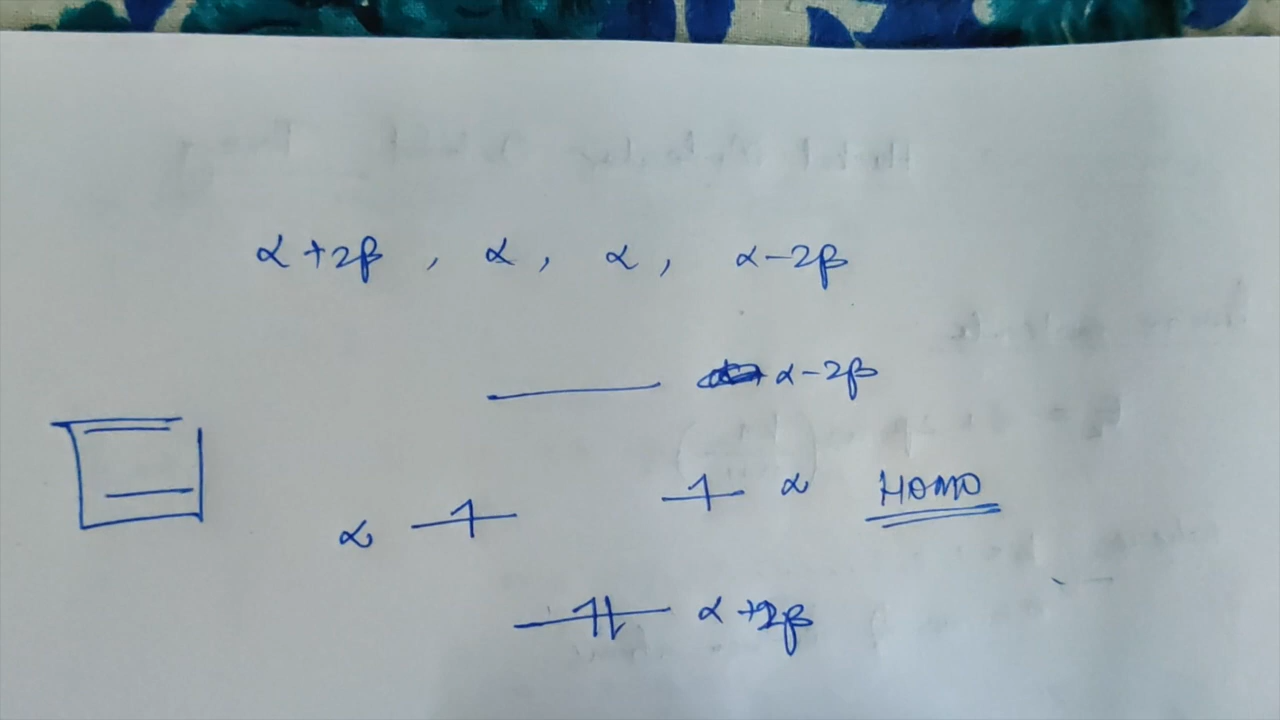 α+2β , α, α, α-2β
α-2β
α HOMO
α
α+2β